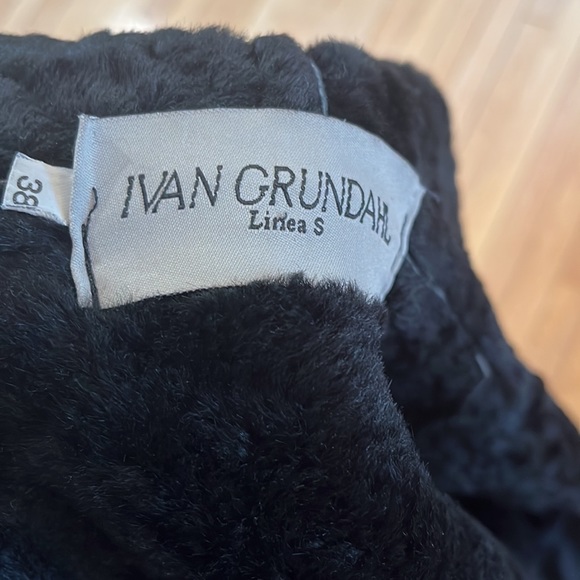 IVAN GRUNDAHL
Linea S
38